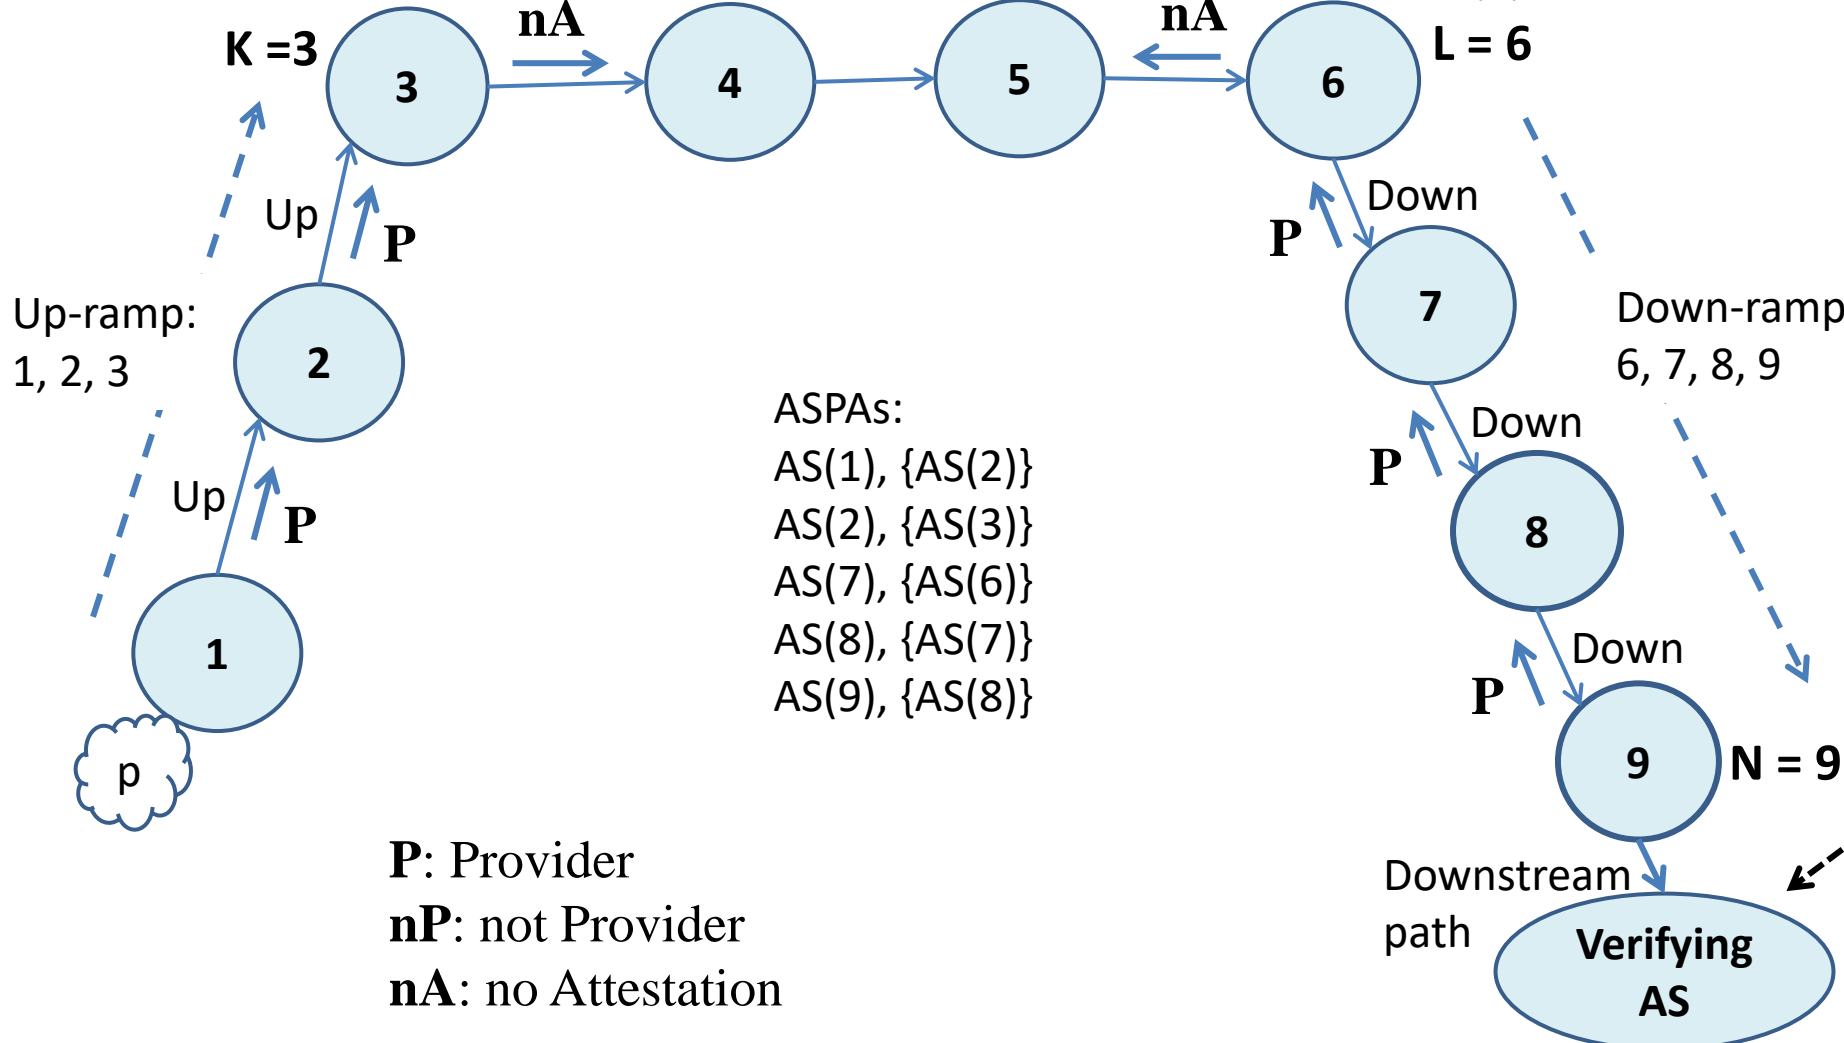 nA
nA
K =3
3
4
5
6
L = 6
Up
P
Down
P
Up-ramp:
1, 2, 3
2
7
Down-ramp
6, 7, 8, 9
ASPAs:
AS(1), {AS(2)}
AS(2), {AS(3)}
AS(7), {AS(6)}
AS(8), {AS(7)}
AS(9), {AS(8)}
Down
P
Up
P
8
1
Down
P
p
9
N = 9
P: Provider
nP: not Provider
nA: no Attestation
Downstream
path
Verifying
AS